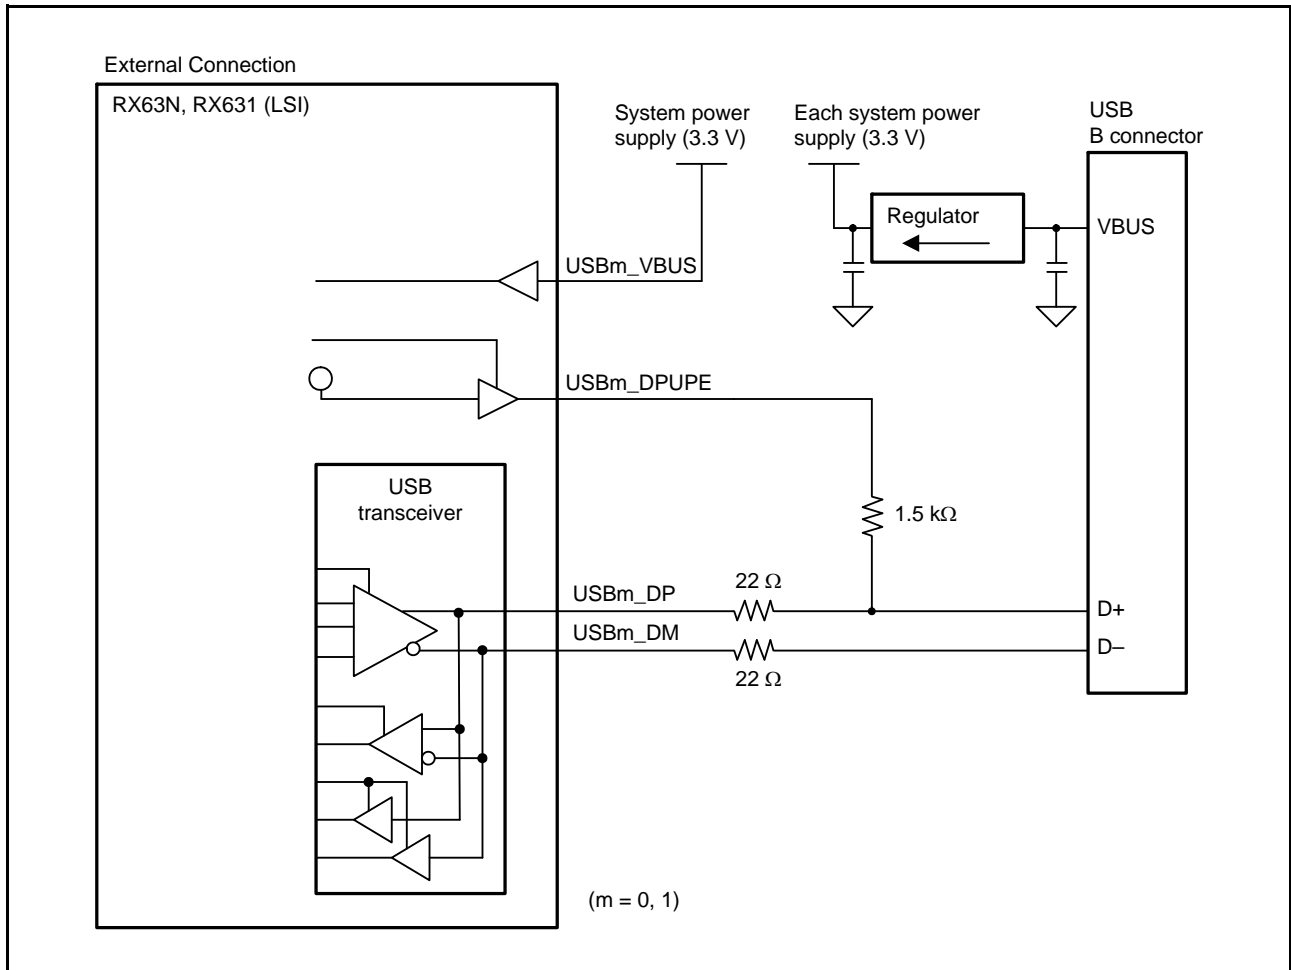 External Connection
RX63N, RX631 (LSI)
System power
supply (3.3 V)
Each system power
supply (3.3 V)
USB
B connector
Regulator
VBUS
USBm_VBUS
USBm_DPUPE
USB
transceiver
1.5 kΩ
22 Ω
USBm_DP
D+
USBm_DM
D–
22 Ω
(m = 0, 1)